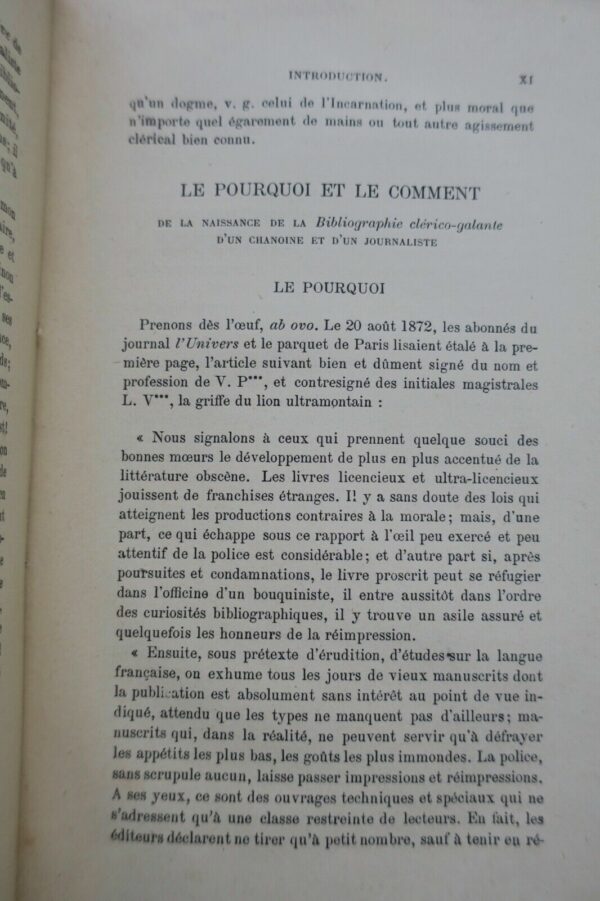 INTRODUCTION. XI
qu'un dogme, v. g. celui de l'Incarnation, et plus moral que
n'importe quel égarement de mains ou tout autre agissement
clérical bien connu.
LE POURQUOI ET LE COMMENT
DE LA NAISSANCE DE LA Bibliographie clérico-galante
D'UN CHANOINE ET D'UN JOURNALISTE
LE POURQUOI
Prenons dès l'œuf, ab ovo. Le 20 août 1872, les abonnés du
journal l'Univers et le parquet de Paris lisaient étalé à la pre-
mière page, l'article suivant bien et dûment signé du nom et
profession de V. P***, et contresigné des initiales magistrales
L. V***, la griffe du lion ultramontain :
« Nous signalons à ceux qui prennent quelque souci des
bonnes mœurs le développement de plus en plus accentué de la
littérature obscène. Les livres licencieux et ultra-licencieux
jouissent de franchises étranges. Il y a sans doute des lois qui
atteignent les productions contraires à la morale; mais, d'une
part, ce qui échappe sous ce rapport à l'œil peu exercé et peu
attentif de la police est considérable; et d'autre part si, après
poursuites et condamnations, le livre proscrit peut se réfugier
dans l'officine d'un bouquiniste, il entre aussitôt dans l'ordre
des curiosités bibliographiques, il y trouve un asile assuré et
quelquefois les honneurs de la réimpression.
« Ensuite, sous prétexte d'érudition, d'études sur la langue
française, on exhume tous les jours de vieux manuscrits dont
la publication est absolument sans intérêt au point de vue in-
diqué, attendu que les types ne manquent pas d'ailleurs; ma-
nuscrits qui, dans la réalité, ne peuvent servir qu'à défrayer
les appétits les plus bas, les goûts les plus immondes. La police,
sans scrupule aucun, laisse passer impressions et réimpressions.
A ses yeux, ce sont des ouvrages techniques et spéciaux qui ne
s'adressent qu'à une classe restreinte de lecteurs. En fait, les
éditeurs déclarent ne tirer qu'à petit nombre, sauf à tenir en ré-